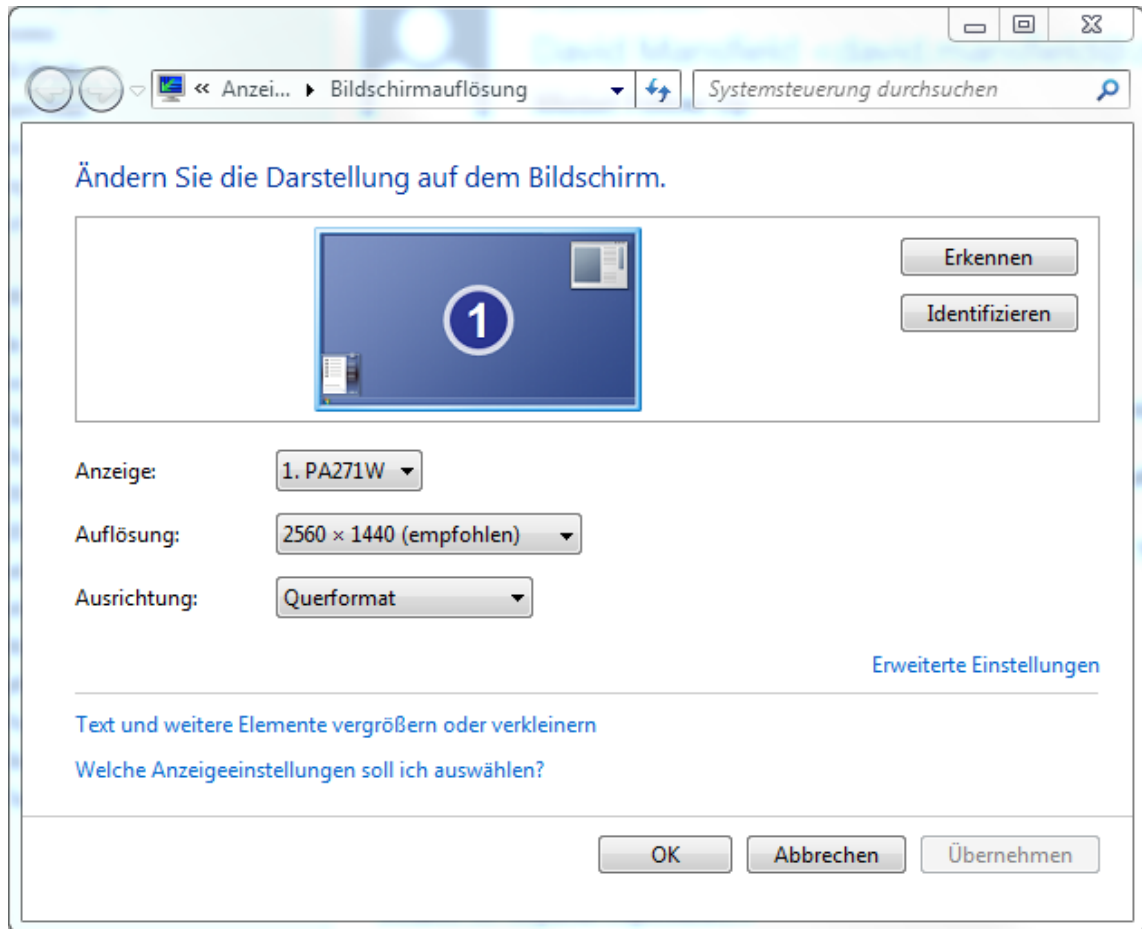 « Anzei... Bildschirmauflösung Systemsteuerung durchsuchen
Ändern Sie die Darstellung auf dem Bildschirm.
1
Erkennen
Identifizieren
Anzeige: 1. PA271W
Auflösung: 2560 × 1440 (empfohlen)
Ausrichtung: Querformat
Erweiterte Einstellungen
Text und weitere Elemente vergrößern oder verkleinern
Welche Anzeigeeinstellungen soll ich auswählen?
OK Abbrechen Übernehmen